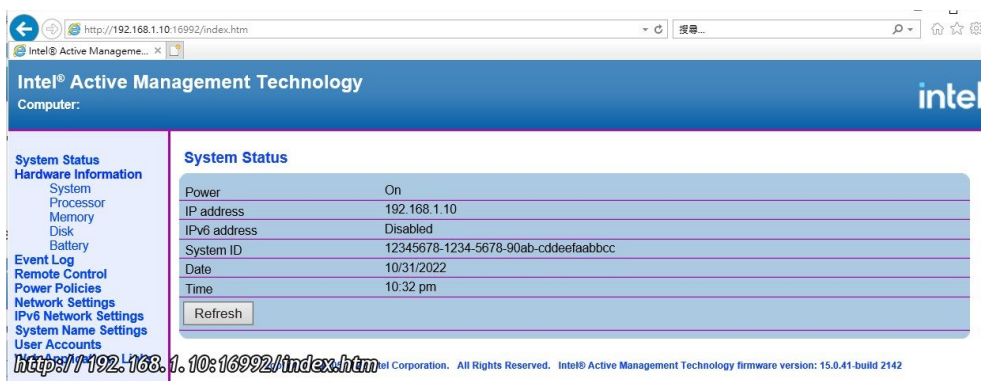 http://192.168.1.10:16992/index.htm
搜尋...
Intel® Active Manageme...
Intel® Active Management Technology
Computer:
intel
System Status
Hardware Information
System
Processor
Memory
Disk
Battery
Event Log
Remote Control
Power Policies
Network Settings
IPv6 Network Settings
System Name Settings
User Accounts
System Status
Power On
IP address 192.168.1.10
IPv6 address Disabled
System ID 12345678-1234-5678-90ab-cddeefaabbcc
Date 10/31/2022
Time 10:32 pm
Refresh
http://192.168.1.10:16992/index.htm
Corporation. All Rights Reserved. Intel® Active Management Technology firmware version: 15.0.41-build 2142